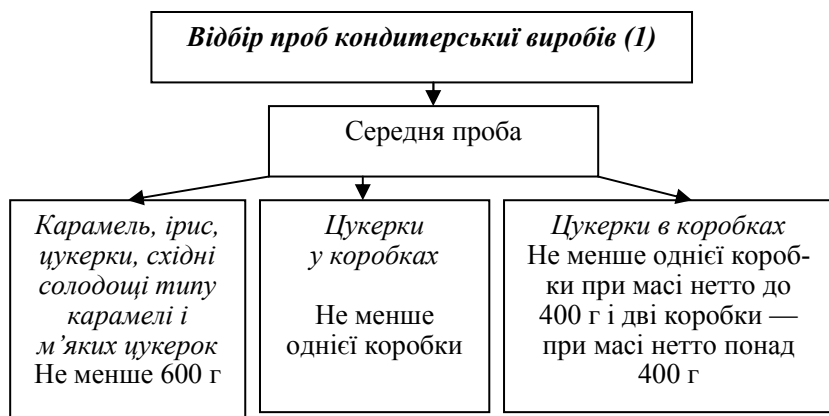 Відбір проб кондитерськиї виробів (1)
Середня проба
Карамель, ірис,
цукерки, східні
солодощі типу
карамелі і
м’яких цукерок
Не менше 600 г
Цукерки
у коробках
Не менше
однієї коробки
Цукерки в коробках
Не менше однієї короб-
ки при масі нетто до
400 г і дві коробки —
при масі нетто понад
400 г